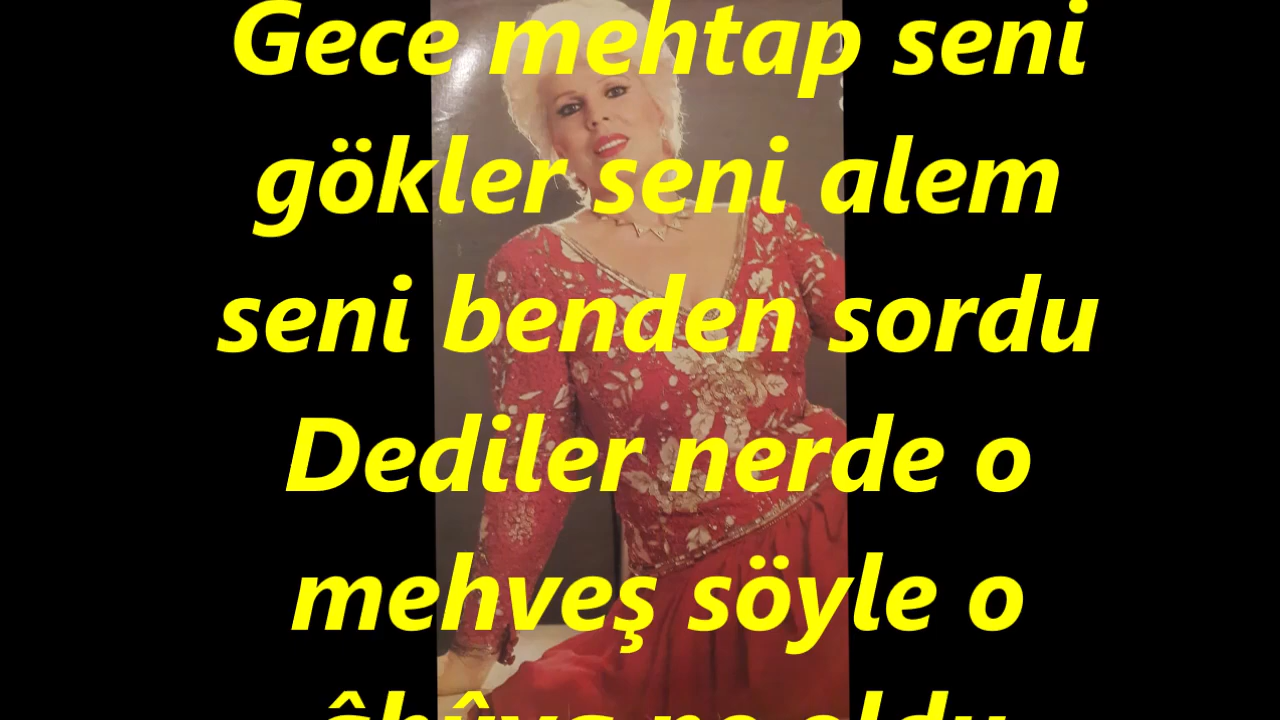 Gece mehtap seni
gökler seni alem
seni benden sordu
Dediler nerde o
mehveş söyle o